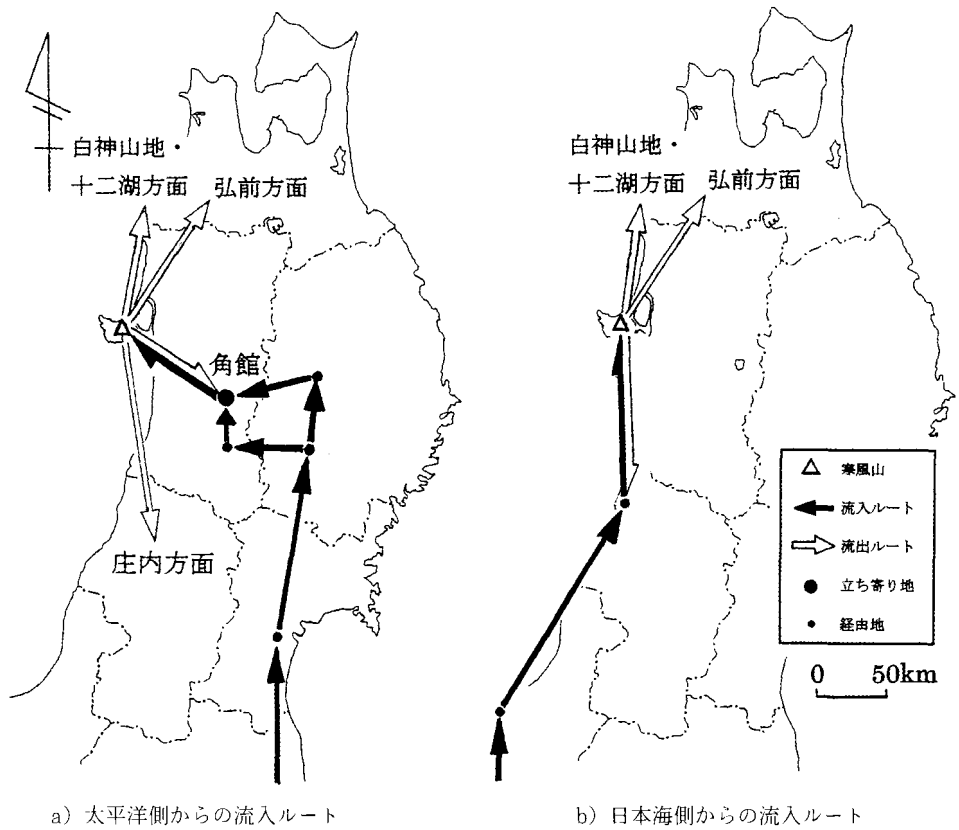 白神山地・
十二湖方面
弘前方面
角館
庄内方面
a) 太平洋側からの流入ルート
白神山地・
十二湖方面
弘前方面
寒風山
流入ルート
流出ルート
立ち寄り地
経由地
0 50km
b) 日本海側からの流入ルート